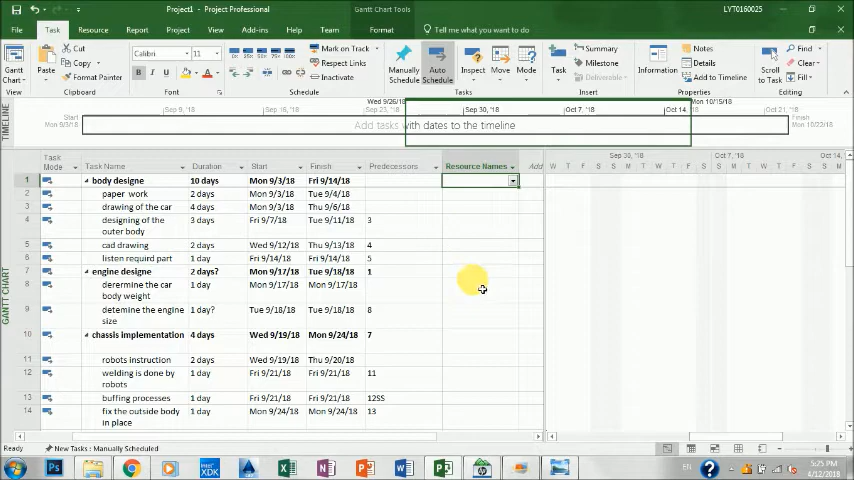 Project1 - Project Professional
Gantt Chart Tools
LYT0160025
File Task Resource Report Project View Add-ins Help Team Format Tell me what you want to do
Gantt Chart
View
Paste
Cut
Copy
Format Painter
Clipboard
Calibri 11
B I U
Font
Mark on Track
Respect Links
Inactivate
Schedule
Manually Schedule
Auto Schedule
Inspect
Move
Mode
Tasks
Task
Summary
Milestone
Deliverable
Insert
Information
Notes
Details
Add to Timeline
Properties
Scroll to Task
Find
Clear
Fill
Editing
TIMELINE
Wed 9/26/18
Mon 10/15/18
Sep 9, '18 Sep 16, '18 Sep 23, '18 Sep 30, '18 Oct 7, '18 Oct 14, Oct 21, '18
Start
Mon 9/3/18
Add tasks with dates to the timeline
Finish
Mon 10/22/18
GANTT CHART
Task Mode Task Name Duration Start Finish Predecessors Resource Names Add
Sep 30, '18 Oct 7, '18 Oct 14, '18
W F S T T S M W F S T T S M W
1 body designe 10 days Mon 9/3/18 Fri 9/14/18
2 paper work 2 days Mon 9/3/18 Tue 9/4/18
3 drawing of the car 4 days Mon 9/3/18 Thu 9/6/18
4 designing of the outer body 3 days Fri 9/7/18 Tue 9/11/18 3
5 cad drawing 2 days Wed 9/12/18 Thu 9/13/18 4
6 listen requird part 1 day Fri 9/14/18 Fri 9/14/18 5
7 engine designe 2 days? Mon 9/17/18 Tue 9/18/18 1
8 derermine the car body weight 1 day Mon 9/17/18 Mon 9/17/18
9 detemine the engine size 1 day? Tue 9/18/18 Tue 9/18/18 8
10 chassis implementation 4 days Wed 9/19/18 Mon 9/24/18 7
11 robots instruction 2 days Wed 9/19/18 Thu 9/20/18
12 welding is done by robots 1 day Fri 9/21/18 Fri 9/21/18 11
13 buffing processes 1 day Fri 9/21/18 Fri 9/21/18 12SS
14 fix the outside body in place 1 day Mon 9/24/18 Mon 9/24/18 13
Ready New Tasks : Manually Scheduled
EN
5:25 PM
4/12/2018